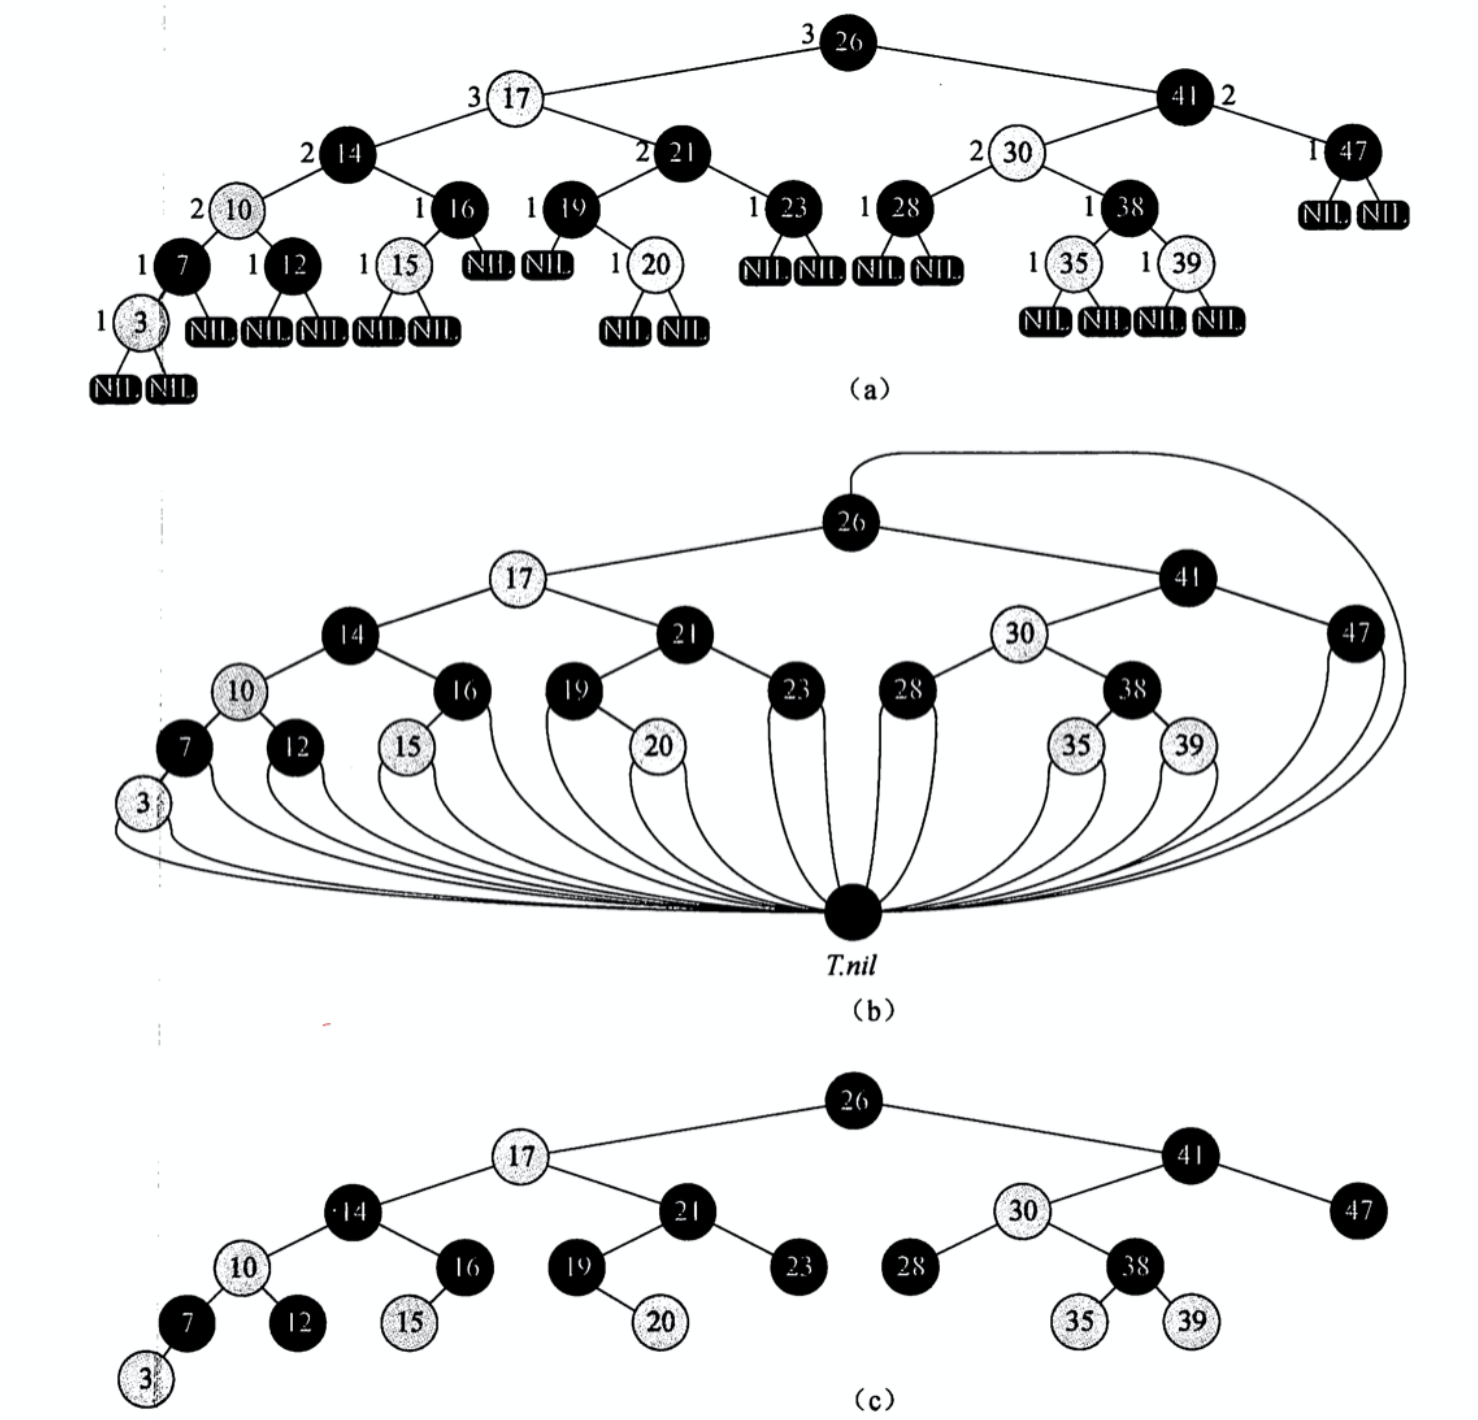 3 26
3 17 41 2
2 14 2 21 2 30 1 47
2 10 1 16 1 19 1 23 1 28 1 38 NIL NIL
1 7 1 12 1 15 NIL NIL 1 20 NIL NIL NIL NIL 1 35 1 39
1 3 NIL NIL NIL NIL NIL NIL NIL NIL NIL NIL NIL
NIL NIL
(a)
26
17 41
14 21 30 47
10 16 19 23 28 38
7 12 15 20 35 39
3
T.nil
(b)
26
17 41
14 21 30 47
10 16 19 23 28 38
7 12 15 20 35 39
3
(c)